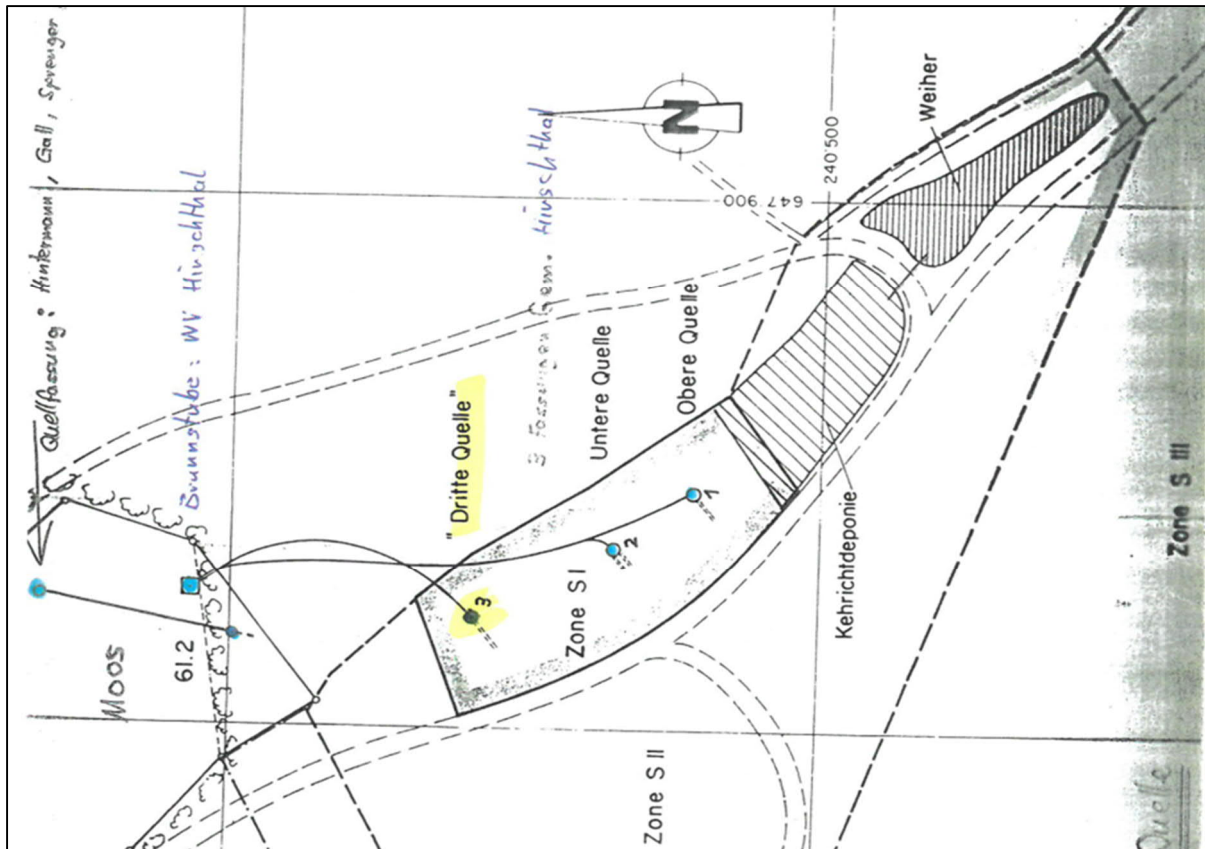 Quellfassung: Hintermann, Gall, Sprenger
Brunnstube: WV Hirschthal
3 Fassungen Gem. Hirschthal
Moos
61.2
"Dritte Quelle"
Untere Quelle
Obere Quelle
N
647'900
240'500
Weiher
Kehrichtdeponie
1
2
3
Zone S I
Zone S II
Zone S III
Quelle